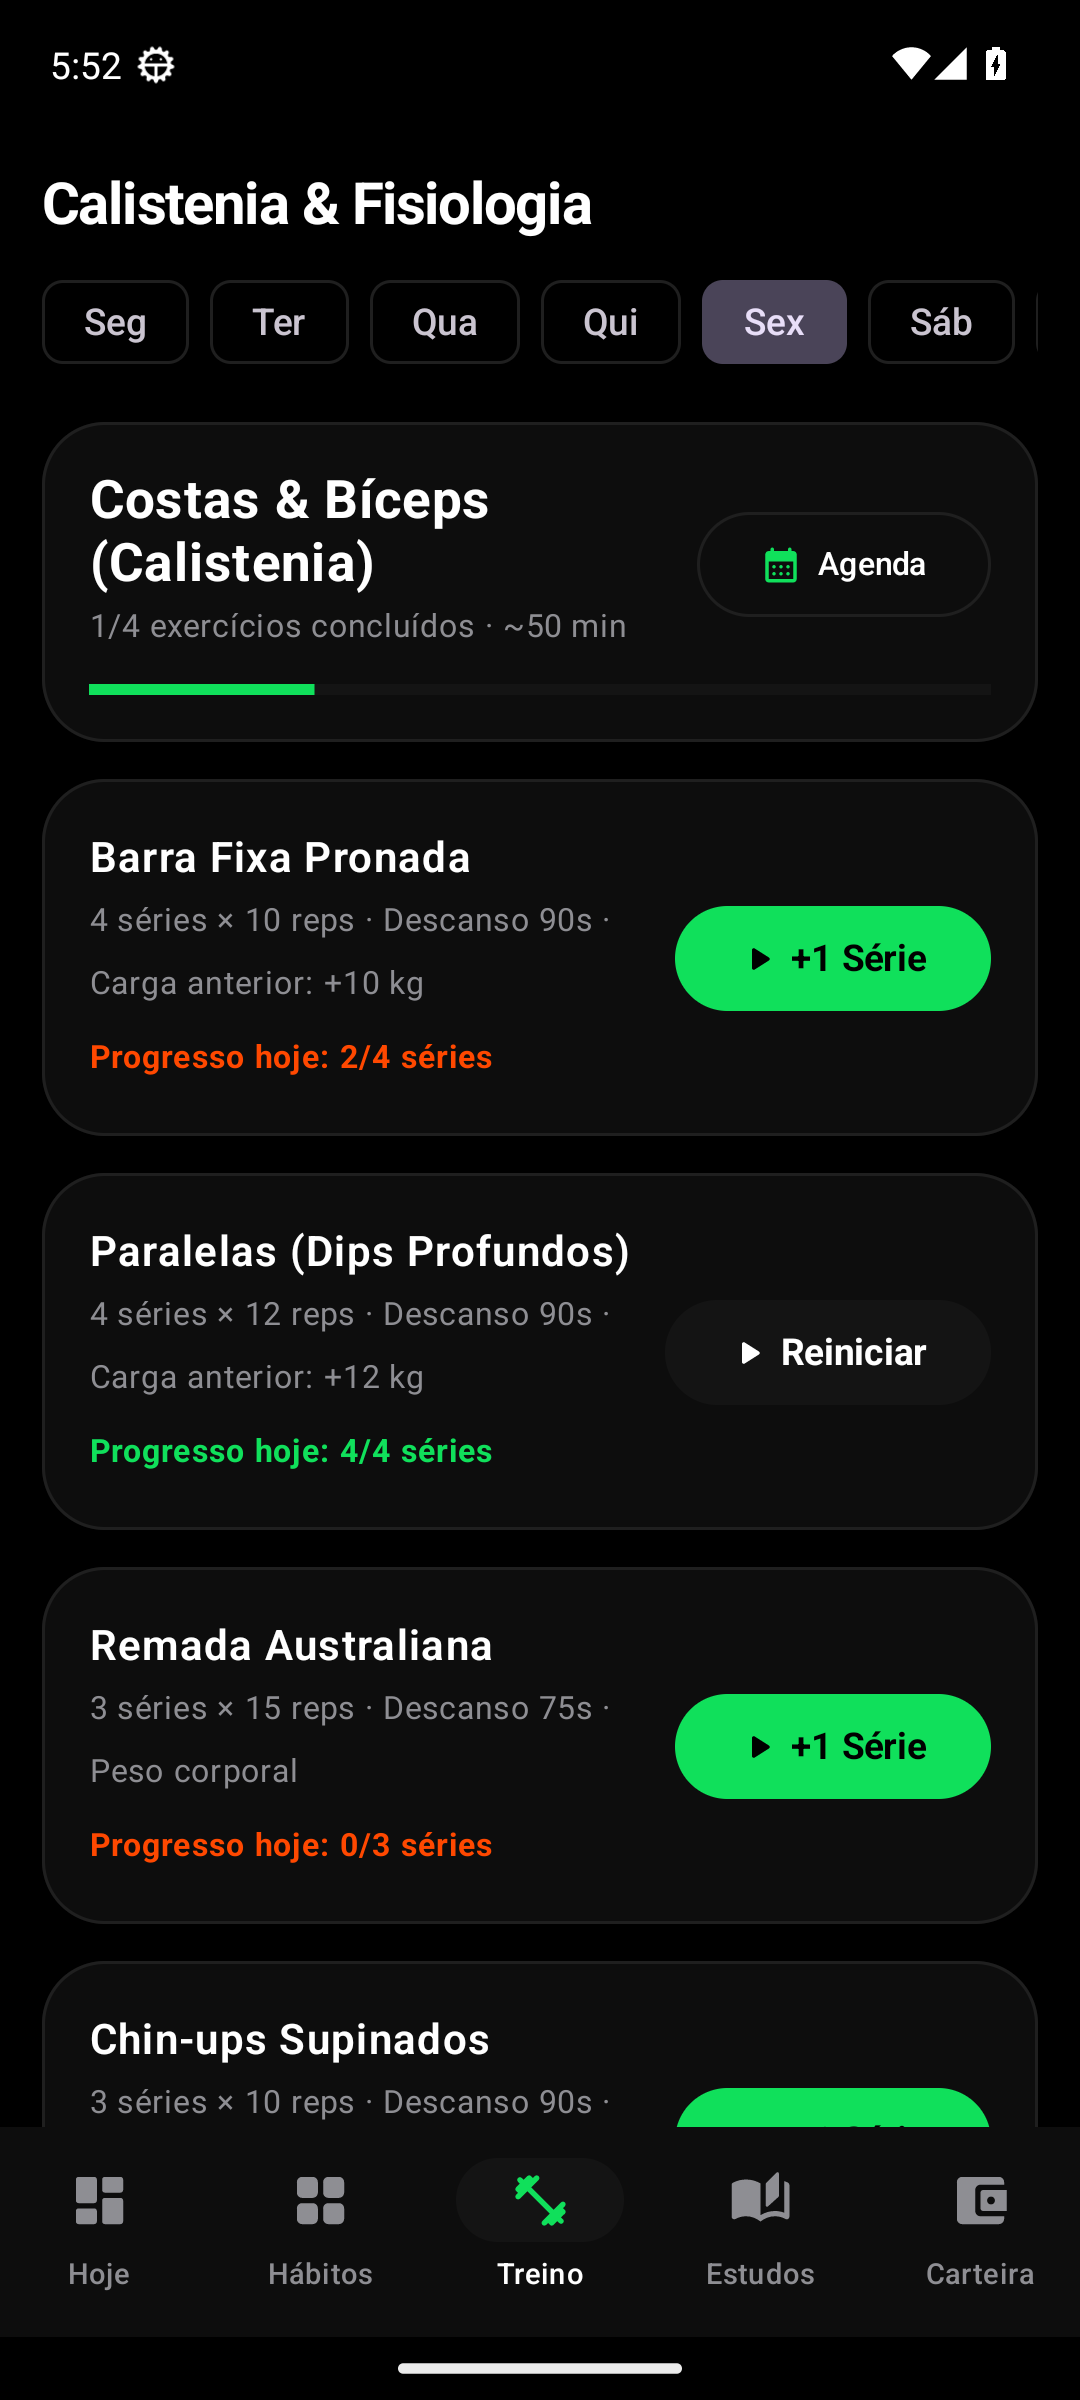 5:52
Calistenia & Fisiologia
Seg
Ter
Qua
Qui
Sex
Sáb
Costas & Bíceps
(Calistenia)
1/4 exercícios concluídos · ~50 min
Agenda
Barra Fixa Pronada
4 séries × 10 reps · Descanso 90s ·
Carga anterior: +10 kg
Progresso hoje: 2/4 séries
+1 Série
Paralelas (Dips Profundos)
4 séries × 12 reps · Descanso 90s ·
Carga anterior: +12 kg
Progresso hoje: 4/4 séries
Reiniciar
Remada Australiana
3 séries × 15 reps · Descanso 75s ·
Peso corporal
Progresso hoje: 0/3 séries
+1 Série
Chin-ups Supinados
3 séries × 10 reps · Descanso 90s ·
Hoje
Hábitos
Treino
Estudos
Carteira